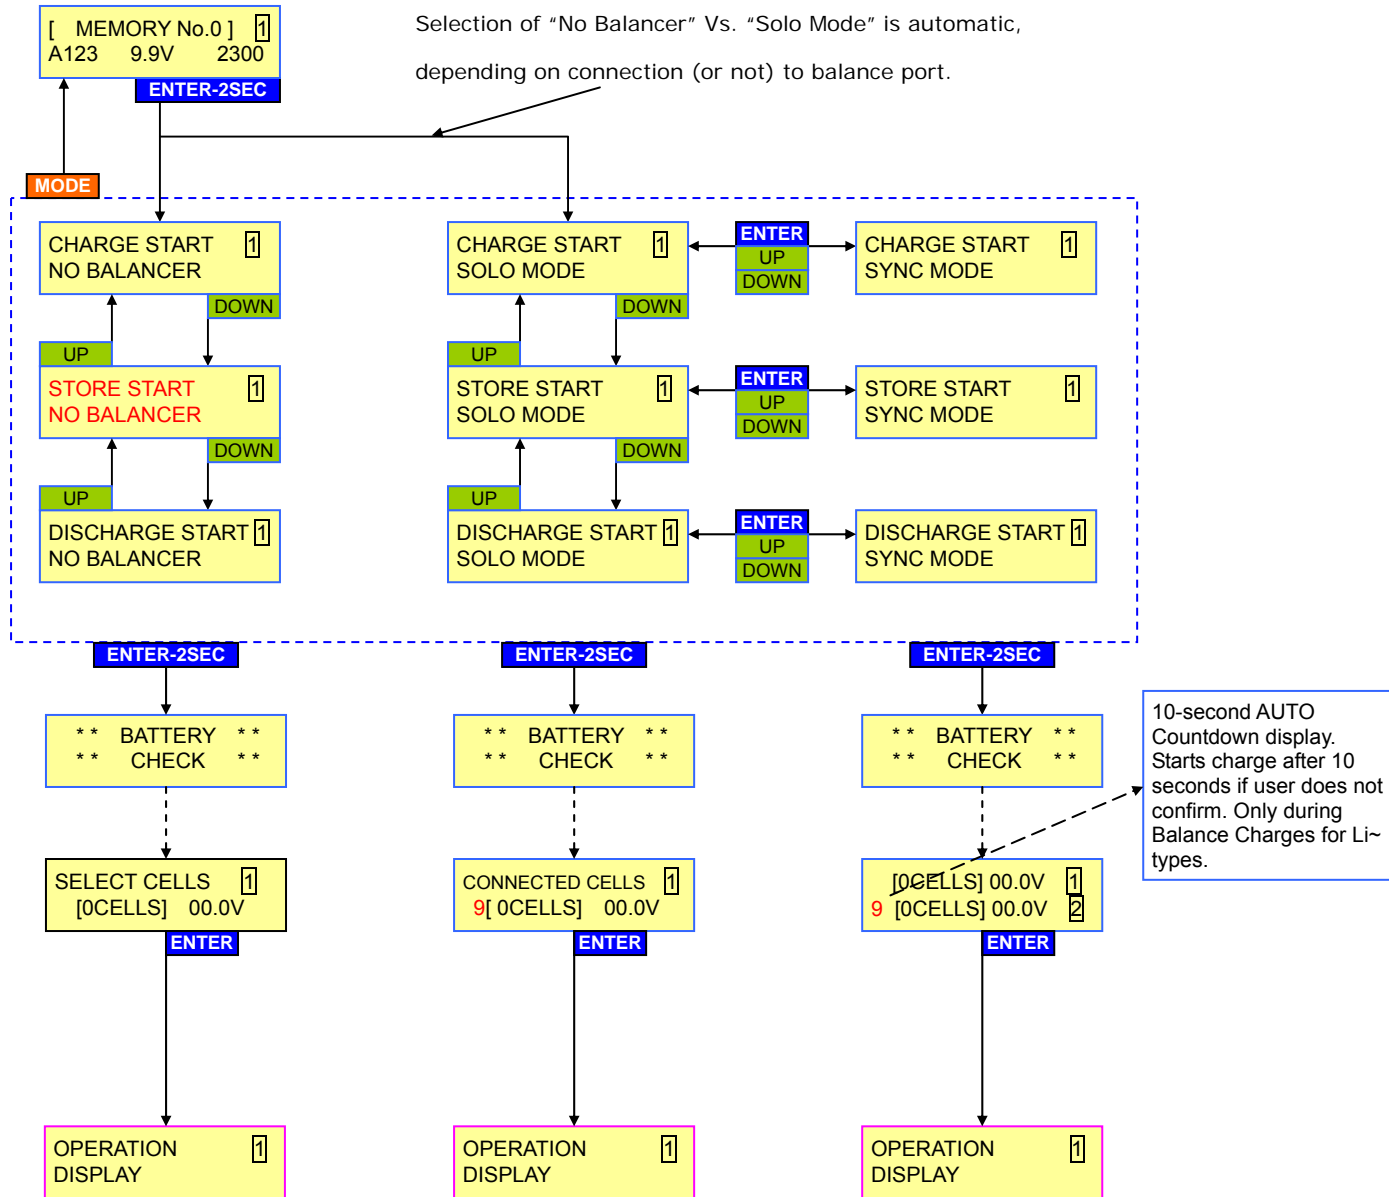 [ MEMORY No.0 ] 1
A123 9.9V 2300
ENTER-2SEC
Selection of “No Balancer” Vs. “Solo Mode” is automatic,
depending on connection (or not) to balance port.
MODE
CHARGE START 1
NO BALANCER
DOWN
UP
STORE START 1
NO BALANCER
DOWN
UP
DISCHARGE START 1
NO BALANCER
CHARGE START 1
SOLO MODE
DOWN
UP
STORE START 1
SOLO MODE
DOWN
UP
DISCHARGE START 1
SOLO MODE
ENTER
UP
DOWN
ENTER
UP
DOWN
ENTER
UP
DOWN
CHARGE START 1
SYNC MODE
STORE START 1
SYNC MODE
DISCHARGE START 1
SYNC MODE
ENTER-2SEC
ENTER-2SEC
ENTER-2SEC
* * BATTERY * *
* * CHECK * *
* * BATTERY * *
* * CHECK * *
* * BATTERY * *
* * CHECK * *
10-second AUTO
Countdown display.
Starts charge after 10
seconds if user does not
confirm. Only during
Balance Charges for Li~
types.
SELECT CELLS 1
[0CELLS] 00.0V
ENTER
CONNECTED CELLS 1
9[ 0CELLS] 00.0V
ENTER
[0CELLS] 00.0V 1
9 [0CELLS] 00.0V 2
ENTER
OPERATION 1
DISPLAY
OPERATION 1
DISPLAY
OPERATION 1
DISPLAY